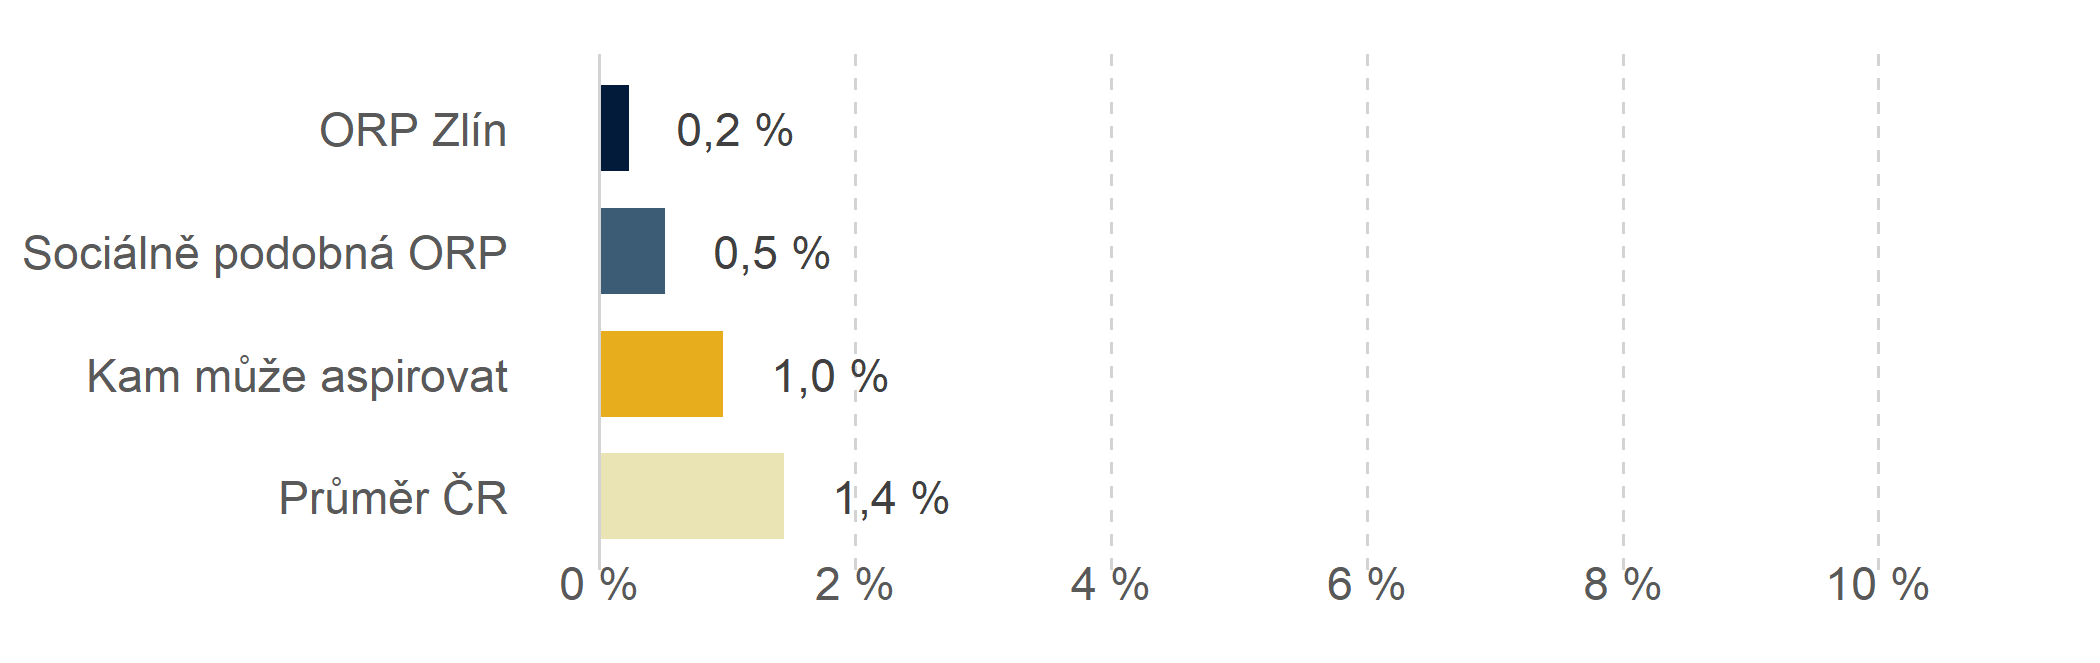 ORP Zlín 0,2 %
Sociálně podobná ORP 0,5 %
Kam může aspirovat 1,0 %
Průměr ČR 1,4 %
0 % 2 % 4 % 6 % 8 % 10 %